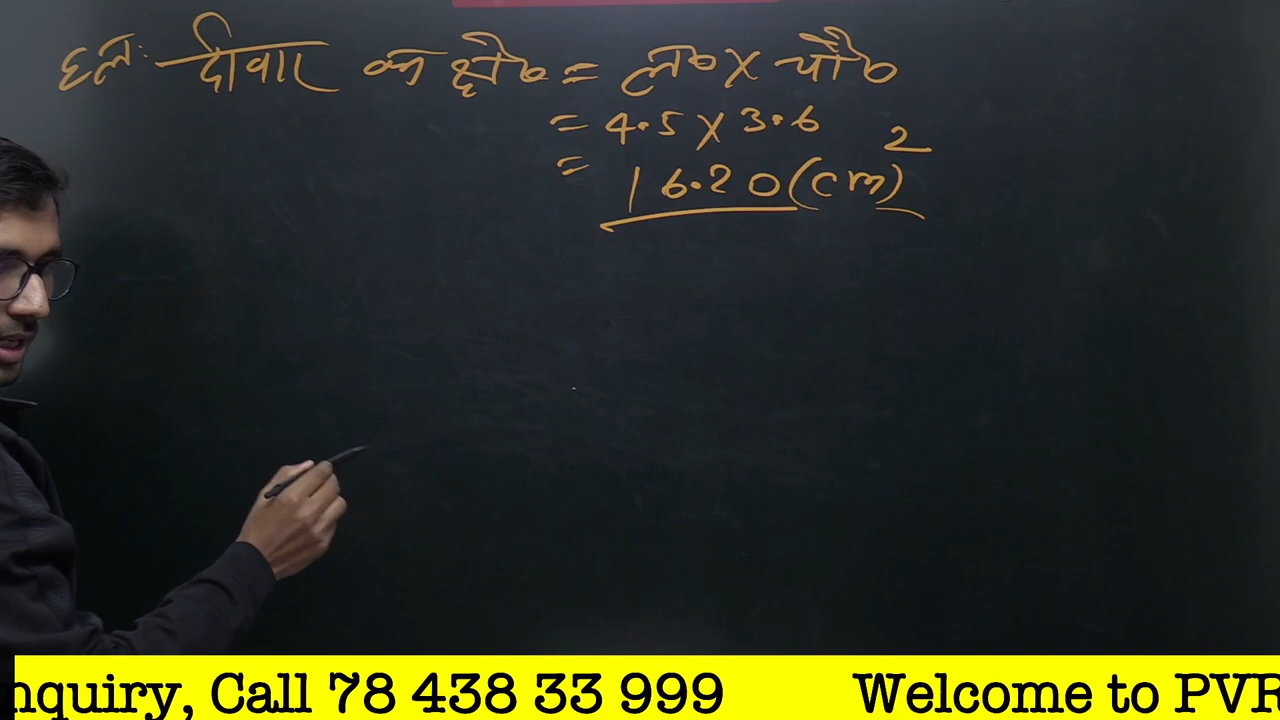 हल: दीवार का क्षे० = ल० X चौ०
= 4.5 X 3.6
= 16.20 (cm)²
nquiry, Call 78 438 33 999 Welcome to PVR